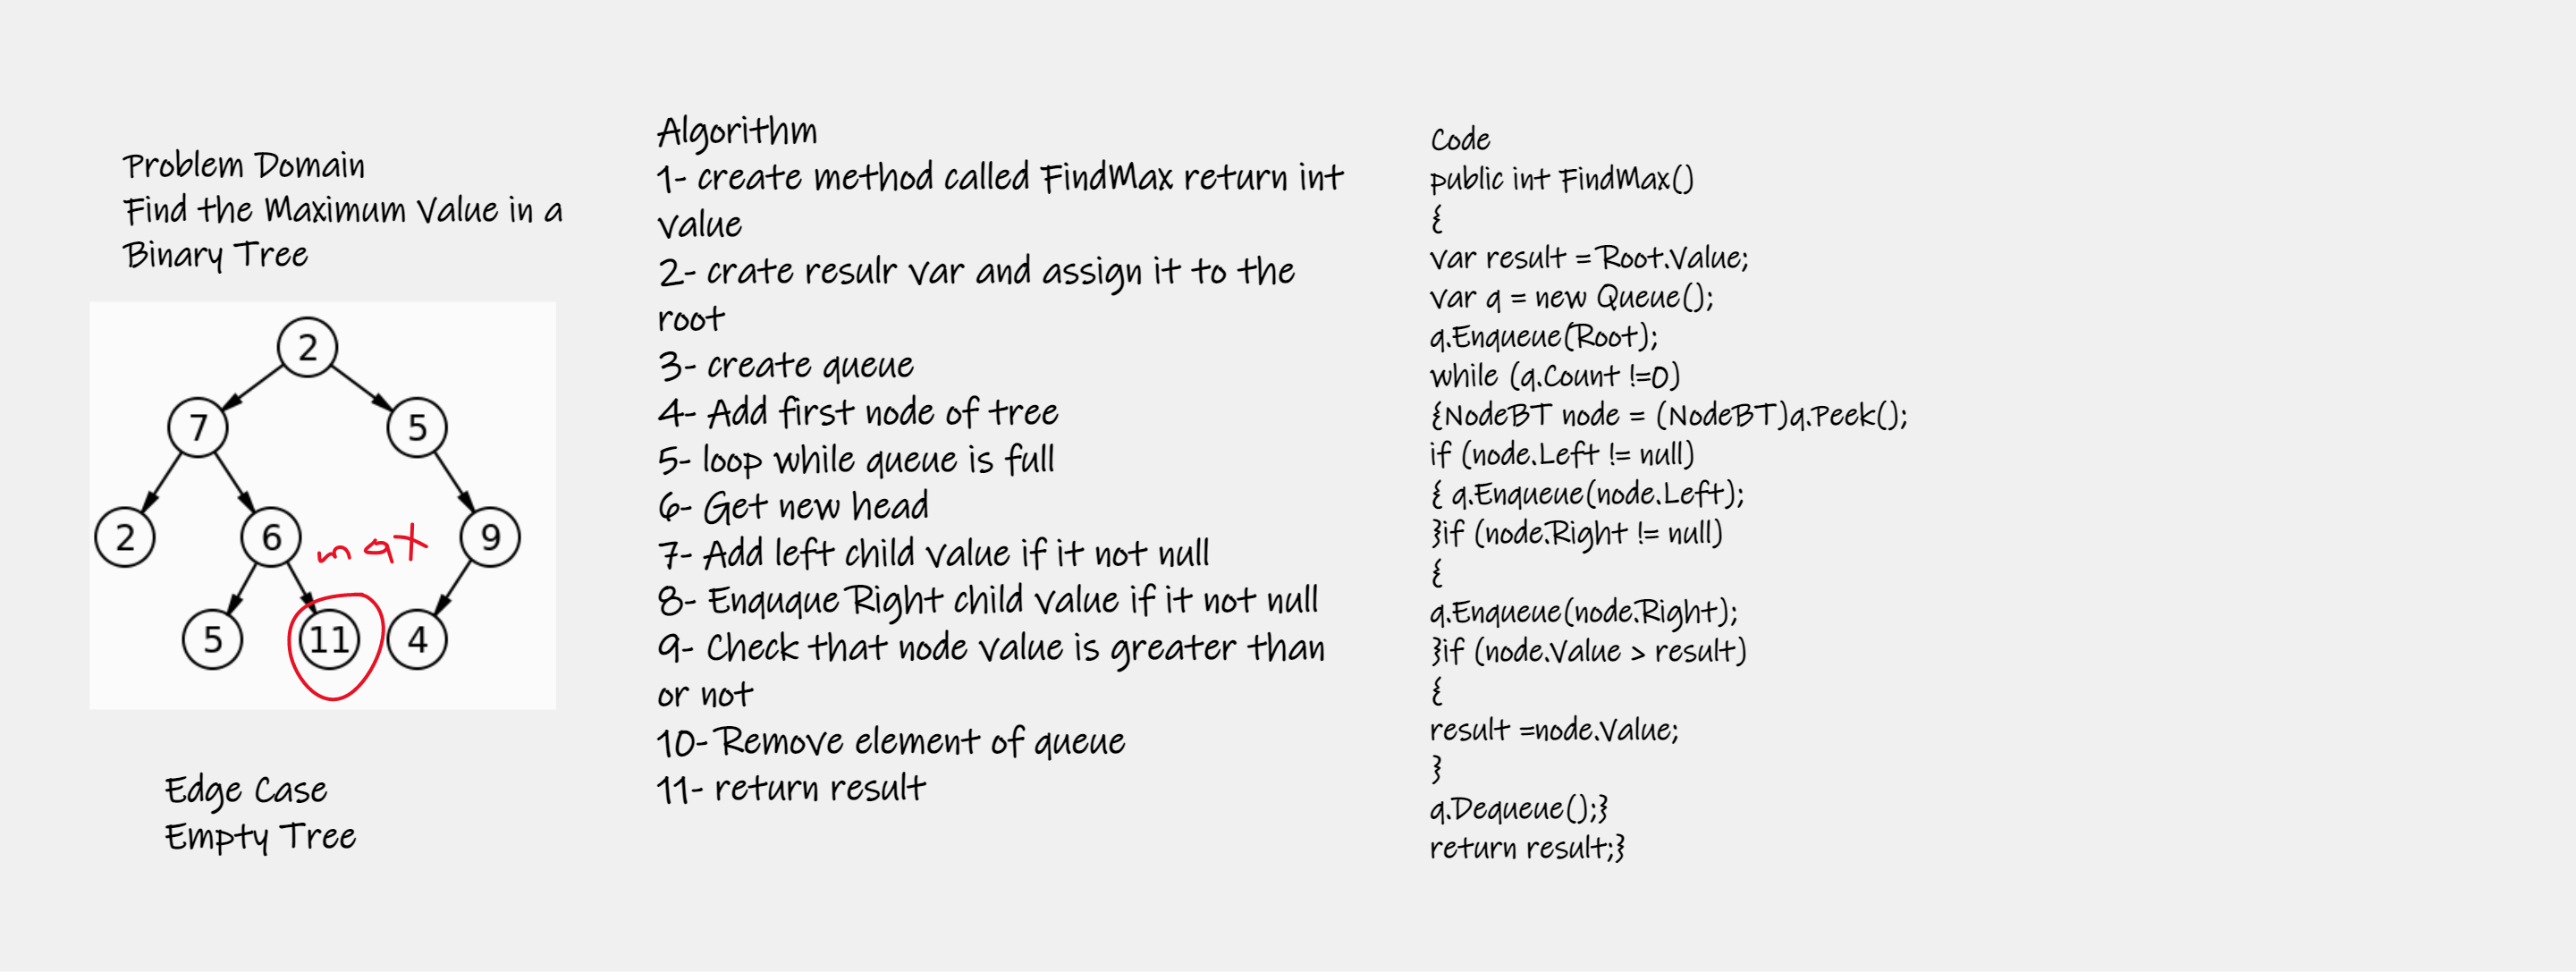 Problem Domain
Find the Maximum Value in a
Binary Tree
2
7
5
2
6
9
max
5
11
4
Edge Case
Empty Tree
Algorithm
1- create method called FindMax return int
value
2- crate resulr var and assign it to the
root
3- create queue
4- Add first node of tree
5- loop while queue is full
6- Get new head
7- Add left child value if it not null
8- Enquque Right child value if it not null
9- Check that node value is greater than
or not
10- Remove element of queue
11- return result
Code
public int FindMax()
{
var result = Root.Value;
var q = new Queue();
q.Enqueue(Root);
while (q.Count !=0)
{NodeBT node = (NodeBT)q.Peek();
if (node.Left != null)
{ q.Enqueue(node.Left);
}if (node.Right != null)
{
q.Enqueue(node.Right);
}if (node.Value > result)
{
result =node.Value;
}
q.Dequeue();}
return result;}